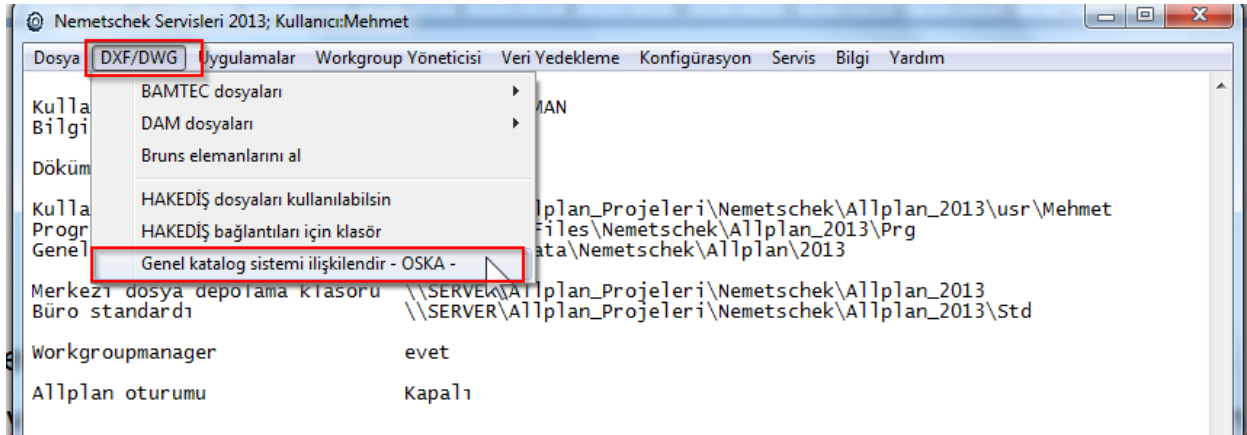 Nemetschek Servisleri 2013; Kullanıcı:Mehmet
Dosya DXF/DWG Uygulamalar Workgroup Yöneticisi Veri Yedekleme Konfigürasyon Servis Bilgi Yardım
BAMTEC dosyaları
DAM dosyaları
Bruns elemanlarını al
HAKEDİŞ dosyaları kullanılabilsin
HAKEDİŞ bağlantıları için klasör
Genel katalog sistemi ilişkilendir - OSKA -
Kulla MAN
Bilgi
Döküm
Kulla lplan_Projeleri\Nemetschek\Allplan_2013\usr\Mehmet
Progr Files\Nemetschek\Allplan_2013\Prg
Genel ata\Nemetschek\Allplan\2013
Merkezi dosya depolama klasörü \\SERVER\Allplan_Projeleri\Nemetschek\Allplan_2013
Büro standardı \\SERVER\Allplan_Projeleri\Nemetschek\Allplan_2013\Std
Workgroupmanager evet
Allplan oturumu Kapalı